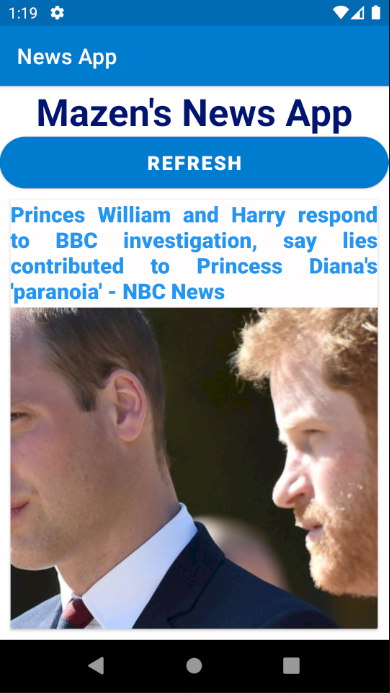 1:19
News App
Mazen's News App
REFRESH
Princes William and Harry respond
to BBC investigation, say lies
contributed to Princess Diana's
'paranoia' - NBC News